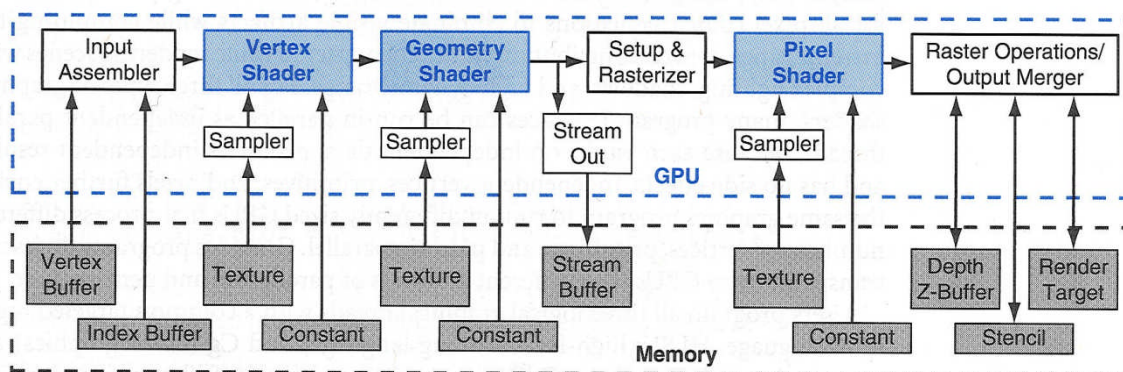 Input
Assembler
Vertex
Shader
Geometry
Shader
Setup &
Rasterizer
Pixel
Shader
Raster Operations/
Output Merger
Sampler
Sampler
Stream
Out
Sampler
GPU
Vertex
Buffer
Index Buffer
Texture
Constant
Texture
Constant
Stream
Buffer
Texture
Constant
Depth
Z-Buffer
Stencil
Render
Target
Memory